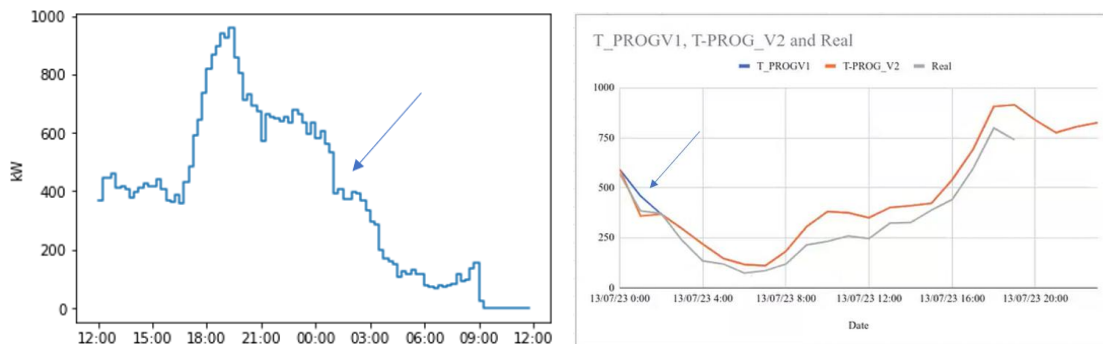 1000
800
600
400
200
0
kW
12:00 15:00 18:00 21:00 00:00 03:00 06:00 09:00 12:00
T_PROGV1, T-PROG_V2 and Real
T_PROGV1 T-PROG_V2 Real
1000
750
500
250
0
13/07/23 0:00 13/07/23 4:00 13/07/23 8:00 13/07/23 12:00 13/07/23 16:00 13/07/23 20:00
Date